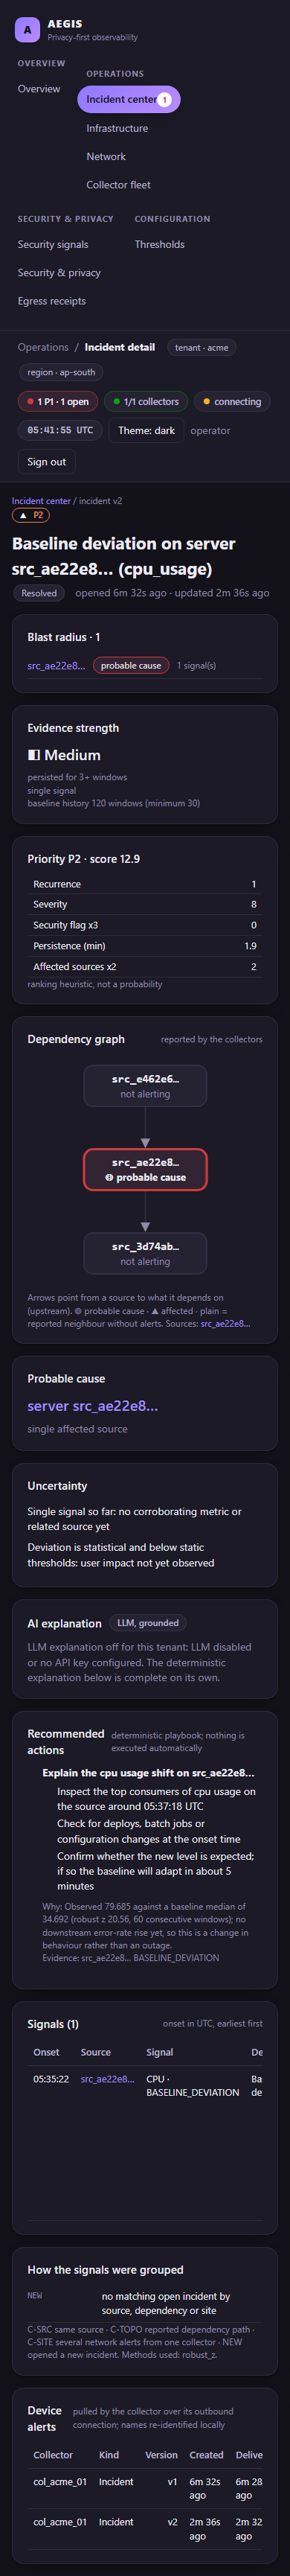 A
AEGIS
Privacy-first observability
OVERVIEW
Overview
OPERATIONS
Incident center 1
Infrastructure
Network
Collector fleet
SECURITY & PRIVACY
Security signals
Security & privacy
Egress receipts
CONFIGURATION
Thresholds
Operations / Incident detail
tenant · acme
region · ap-south
1 P1 · 1 open
1/1 collectors
connecting
05:41:55 UTC
Theme: dark
operator
Sign out
Incident center / incident v2
▲ P2
Baseline deviation on server
src_ae22e8… (cpu_usage)
Resolved
opened 6m 32s ago · updated 2m 36s ago
Blast radius · 1
src_ae22e8… probable cause 1 signal(s)
Evidence strength
Medium
persisted for 3+ windows
single signal
baseline history 120 windows (minimum 30)
Priority P2 · score 12.9
Recurrence 1
Severity 8
Security flag x3 0
Persistence (min) 1.9
Affected sources x2 2
ranking heuristic, not a probability
Dependency graph
reported by the collectors
src_e462e6…
not alerting
src_ae22e8…
◎ probable cause
src_3d74ab…
not alerting
Arrows point from a source to what it depends on
(upstream). ◎ probable cause · ▲ affected · plain =
reported neighbour without alerts. Sources: src_ae22e8…
Probable cause
server src_ae22e8…
single affected source
Uncertainty
Single signal so far: no corroborating metric or
related source yet
Deviation is statistical and below static
thresholds: user impact not yet observed
AI explanation
LLM, grounded
LLM explanation off for this tenant: LLM disabled
or no API key configured. The deterministic
explanation below is complete on its own.
Recommended
actions
deterministic playbook; nothing is
executed automatically
Explain the cpu usage shift on src_ae22e8…
Inspect the top consumers of cpu usage on
the source around 05:37:18 UTC
Check for deploys, batch jobs or
configuration changes at the onset time
Confirm whether the new level is expected;
if so the baseline will adapt in about 5
minutes
Why: Observed 79.685 against a baseline median of
34.692 (robust z 20.56, 60 consecutive windows); no
downstream error-rate rise yet, so this is a change in
behaviour rather than an outage.
Evidence: src_ae22e8… BASELINE_DEVIATION
Signals (1)
onset in UTC, earliest first
Onset Source Signal De
05:35:22 src_ae22e8… CPU · Ba
BASELINE_DEVIATION de
How the signals were grouped
NEW
no matching open incident by
source, dependency or site
C-SRC same source · C-TOPO reported dependency path ·
C-SITE several network alerts from one collector · NEW
opened a new incident. Methods used: robust_z.
Device
alerts
pulled by the collector over its outbound
connection; names re-identified locally
Collector Kind Version Created Delive
col_acme_01 Incident v1 6m 32s 6m 28
ago ago
col_acme_01 Incident v2 2m 36s 2m 32
ago ago